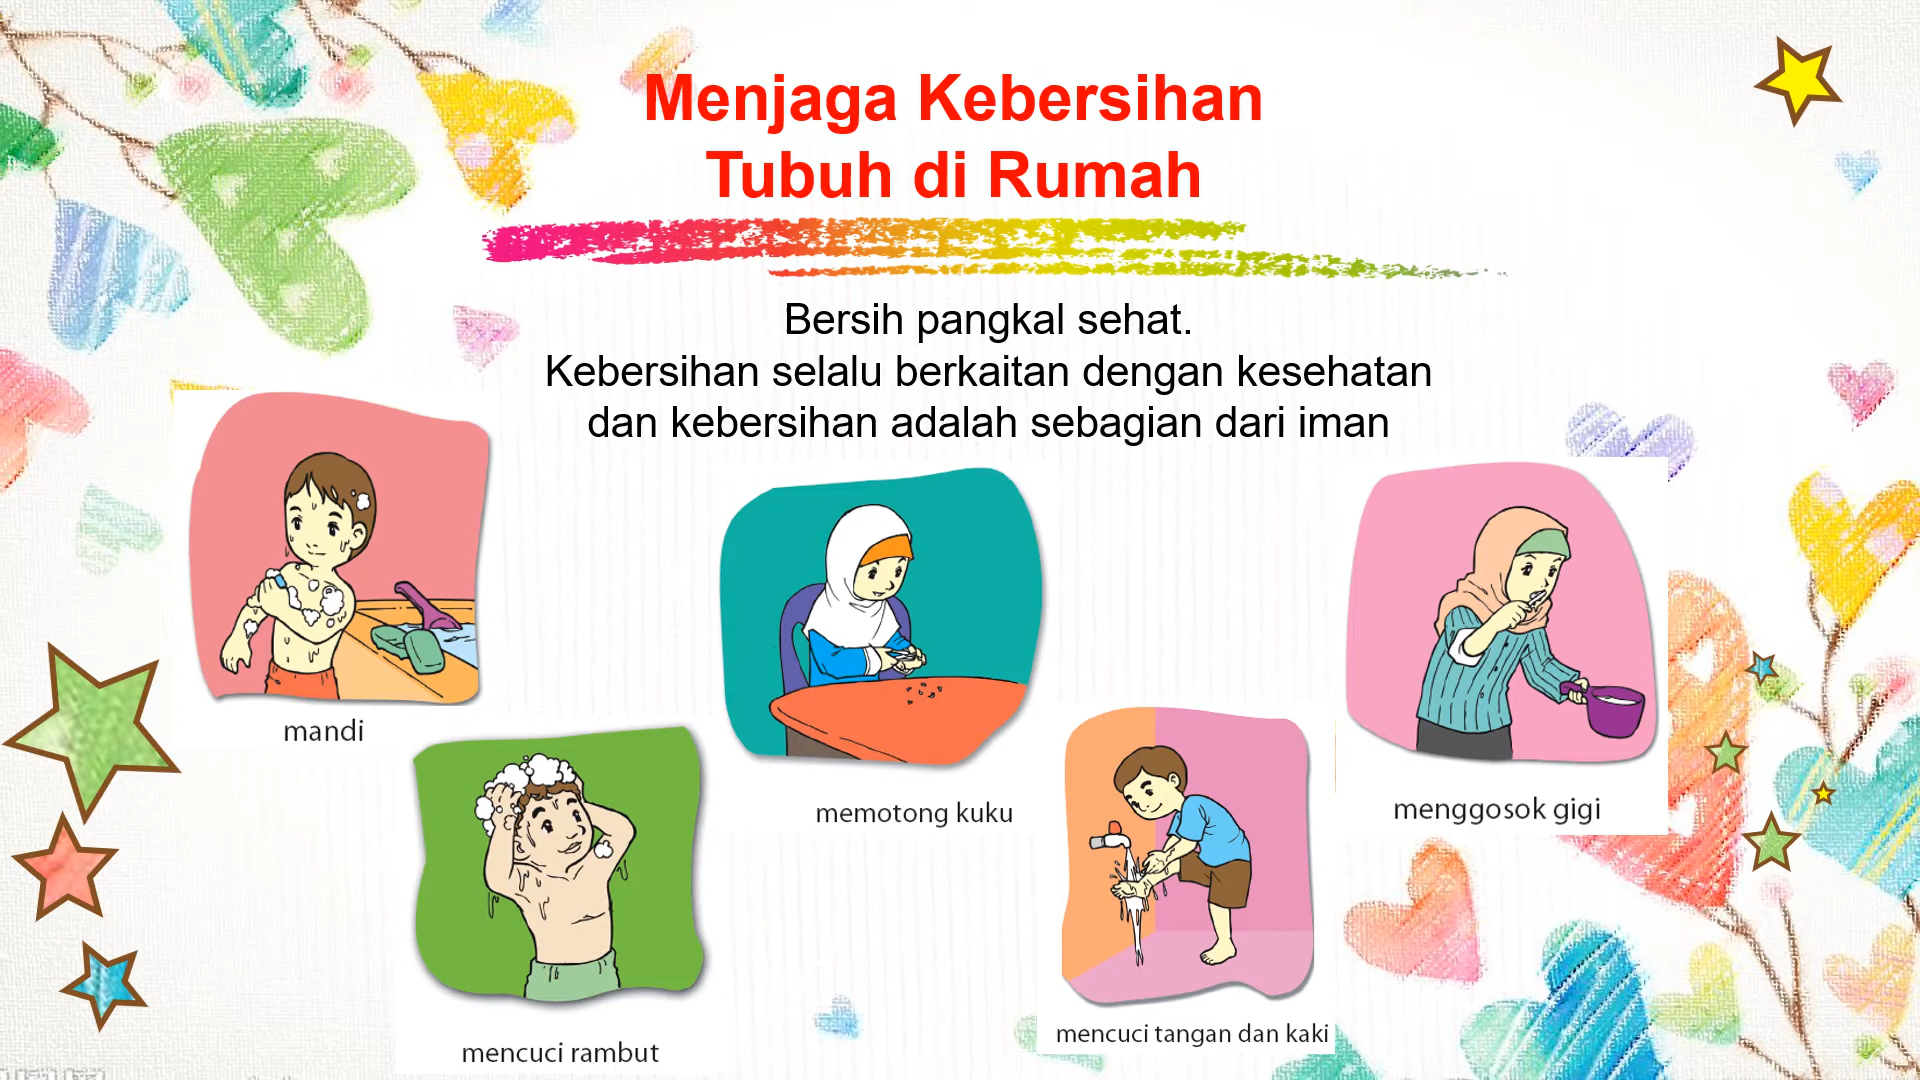 Menjaga Kebersihan
Tubuh di Rumah
Bersih pangkal sehat.
Kebersihan selalu berkaitan dengan kesehatan
dan kebersihan adalah sebagian dari iman
mandi
memotong kuku
menggosok gigi
mencuci rambut
mencuci tangan dan kaki